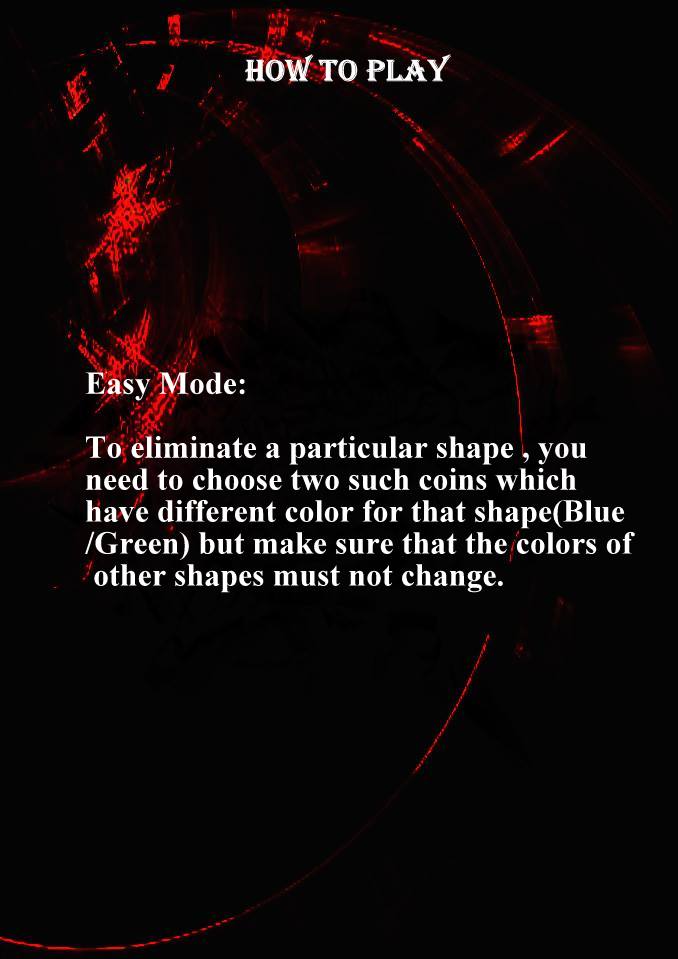 HOW TO PLAY
Easy Mode:
To eliminate a particular shape , you
need to choose two such coins which
have different color for that shape(Blue
/Green) but make sure that the colors of
other shapes must not change.